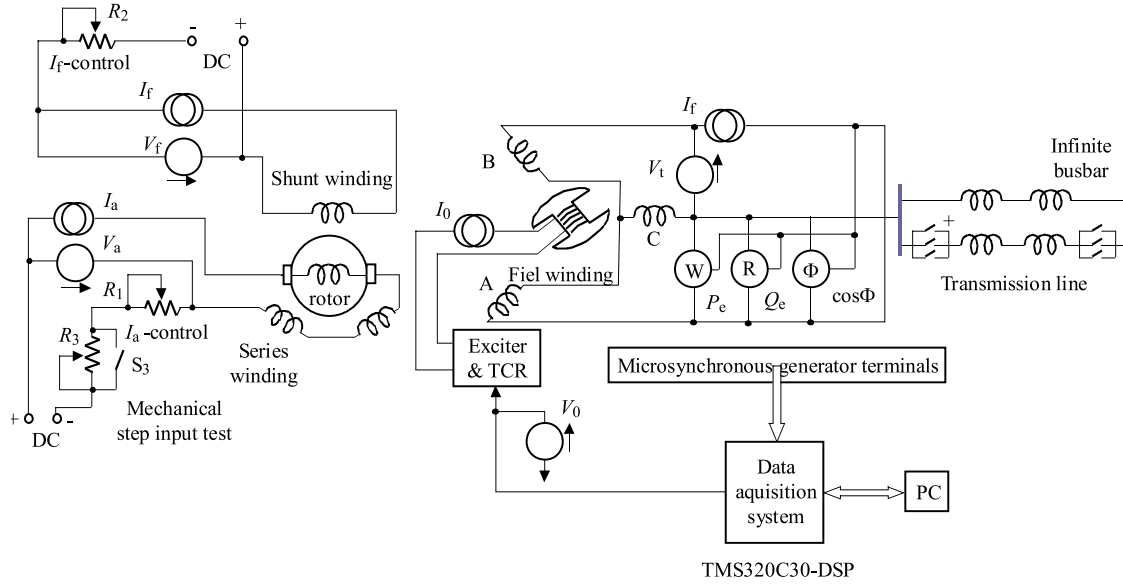 R2
- +
If-control
DC
If
Vf
Shunt winding
Ia
Va
R1
Ia-control
rotor
R3
S3
Series
winding
Mechanical
step input test
+ DC -
B
If
Vt
I0
C
A
Fiel winding
W
R
Φ
Pe
Qe
cosΦ
Infinite
busbar
+
Transmission line
Exciter
& TCR
Microsynchronous generator terminals
V0
Data
aquisition
system
PC
TMS320C30-DSP